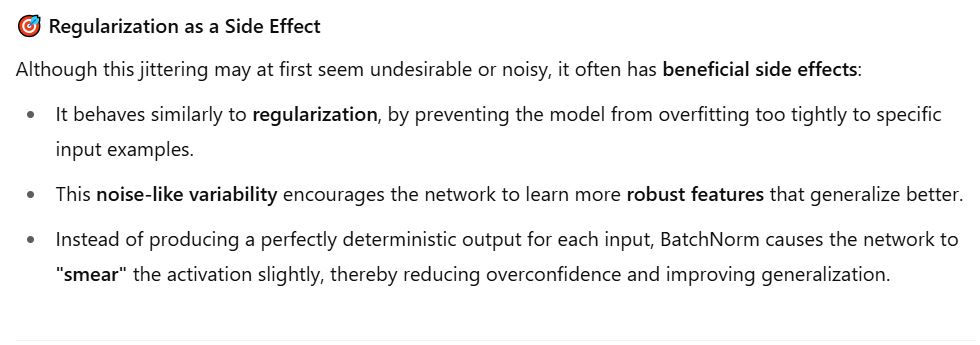 🎯 Regularization as a Side Effect
Although this jittering may at first seem undesirable or noisy, it often has beneficial side effects:
• It behaves similarly to regularization, by preventing the model from overfitting too tightly to specific
input examples.
• This noise-like variability encourages the network to learn more robust features that generalize better.
• Instead of producing a perfectly deterministic output for each input, BatchNorm causes the network to
"smear" the activation slightly, thereby reducing overconfidence and improving generalization.